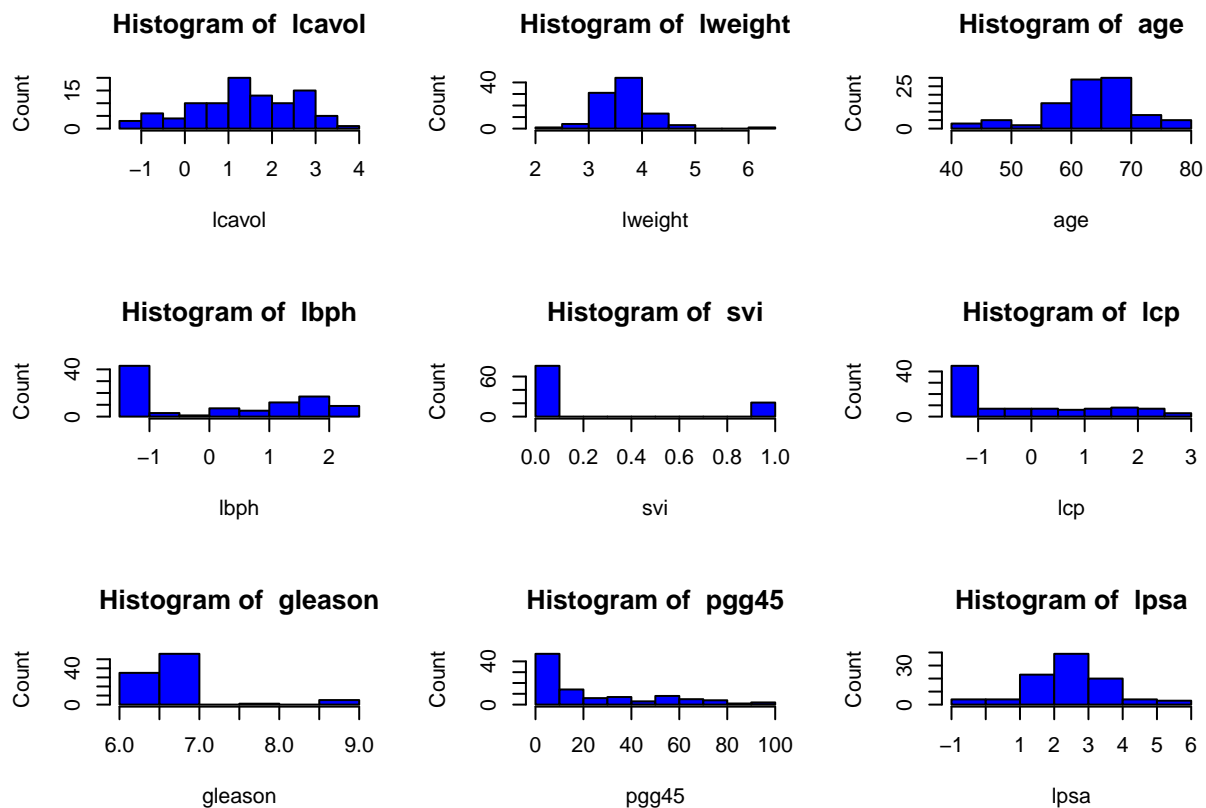 Histogram of  lcavol
Count
0 15
−1 0 1 2 3 4
lcavol
Histogram of  lweight
Count
0 40
2 3 4 5 6
lweight
Histogram of  age
Count
0 25
40 50 60 70 80
age
Histogram of  lbph
Count
0 40
−1 0 1 2
lbph
Histogram of  svi
Count
0 60
0.0 0.2 0.4 0.6 0.8 1.0
svi
Histogram of  lcp
Count
0 40
−1 0 1 2 3
lcp
Histogram of  gleason
Count
0 40
6.0 7.0 8.0 9.0
gleason
Histogram of  pgg45
Count
0 40
0 20 40 60 80 100
pgg45
Histogram of  lpsa
Count
0 30
−1 1 2 3 4 5 6
lpsa